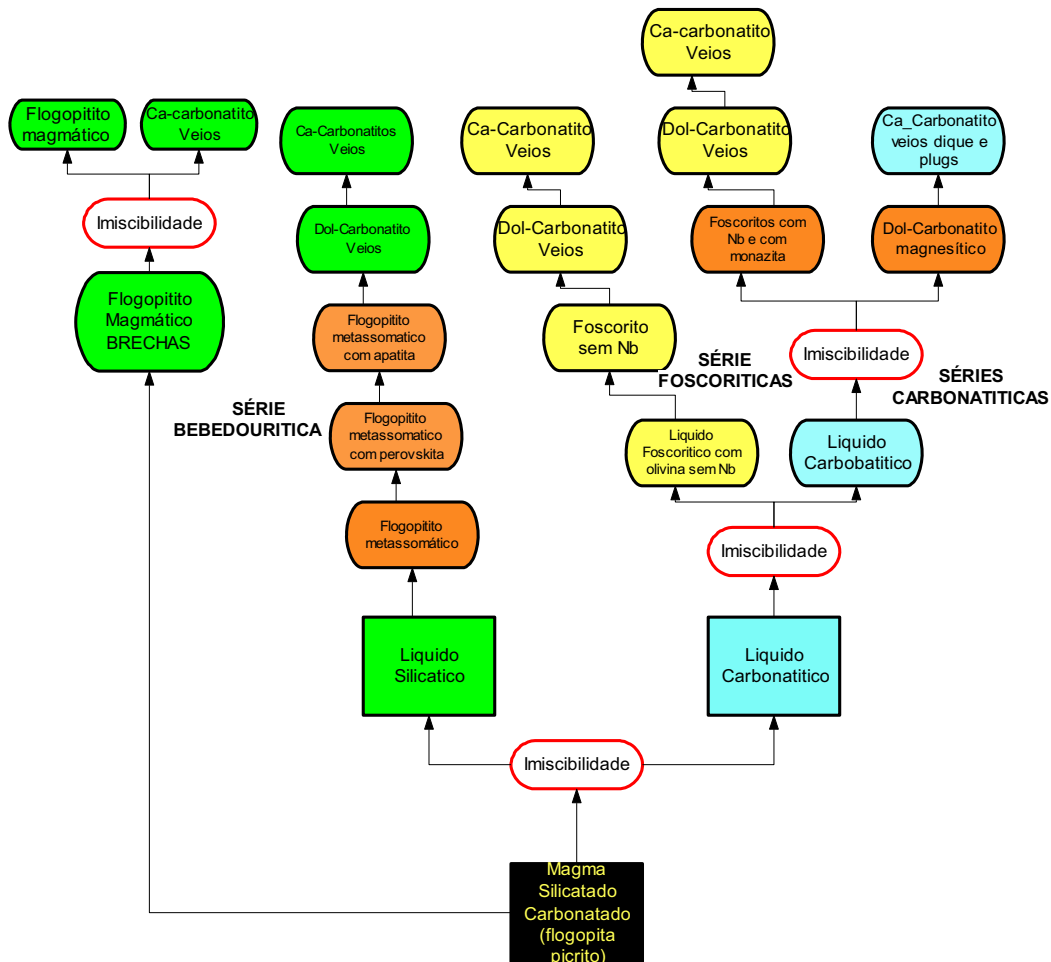 Ca-carbonatito
Veios
Flogopitito
magmático
Ca-carbonatito
Veios
Ca-Carbonatitos
Veios
Ca-Carbonatito
Veios
Dol-Carbonatito
Veios
Ca_Carbonatito
veios dique e
plugs
Imiscibilidade
Dol-Carbonatito
Veios
Dol-Carbonatito
Veios
Foscoritos com
Nb e com
monazita
Dol-Carbonatito
magnesítico
Flogopitito
Magmático
BRECHAS
Flogopitito
metassomatico
com apatita
Foscorito
sem Nb
Imiscibilidade
SÉRIE
FOSCORITICAS
SÉRIES
CARBONATITICAS
SÉRIE
BEBEDOURITICA
Flogopitito
metassomatico
com perovskita
Liquido
Foscoritico com
olivina sem Nb
Liquido
Carbobatitico
Flogopitito
metassomático
Imiscibilidade
Liquido
Silicatico
Liquido
Carbonatitico
Imiscibilidade
Magma
Silicatado
Carbonatado
(flogopita
picrito)